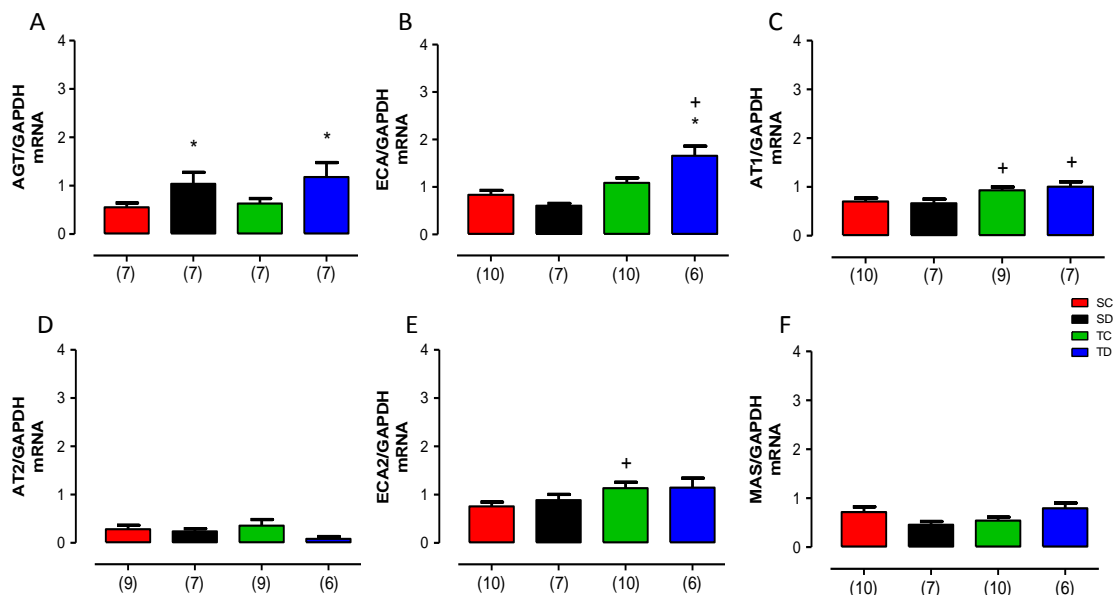 A
AGT/GAPDH
mRNA
4
3
2
1
0
*
*
(7)
(7)
(7)
(7)
B
ECA/GAPDH
mRNA
4
3
2
1
0
+
*
(10)
(7)
(10)
(6)
C
AT1/GAPDH
mRNA
4
3
2
1
0
+
+
(10)
(7)
(9)
(7)
SC
SD
TC
TD
D
AT2/GAPDH
mRNA
4
3
2
1
0
(9)
(7)
(9)
(6)
E
ECA2/GAPDH
mRNA
4
3
2
1
0
+
(10)
(7)
(10)
(6)
F
MAS/GAPDH
mRNA
4
3
2
1
0
(10)
(7)
(10)
(6)